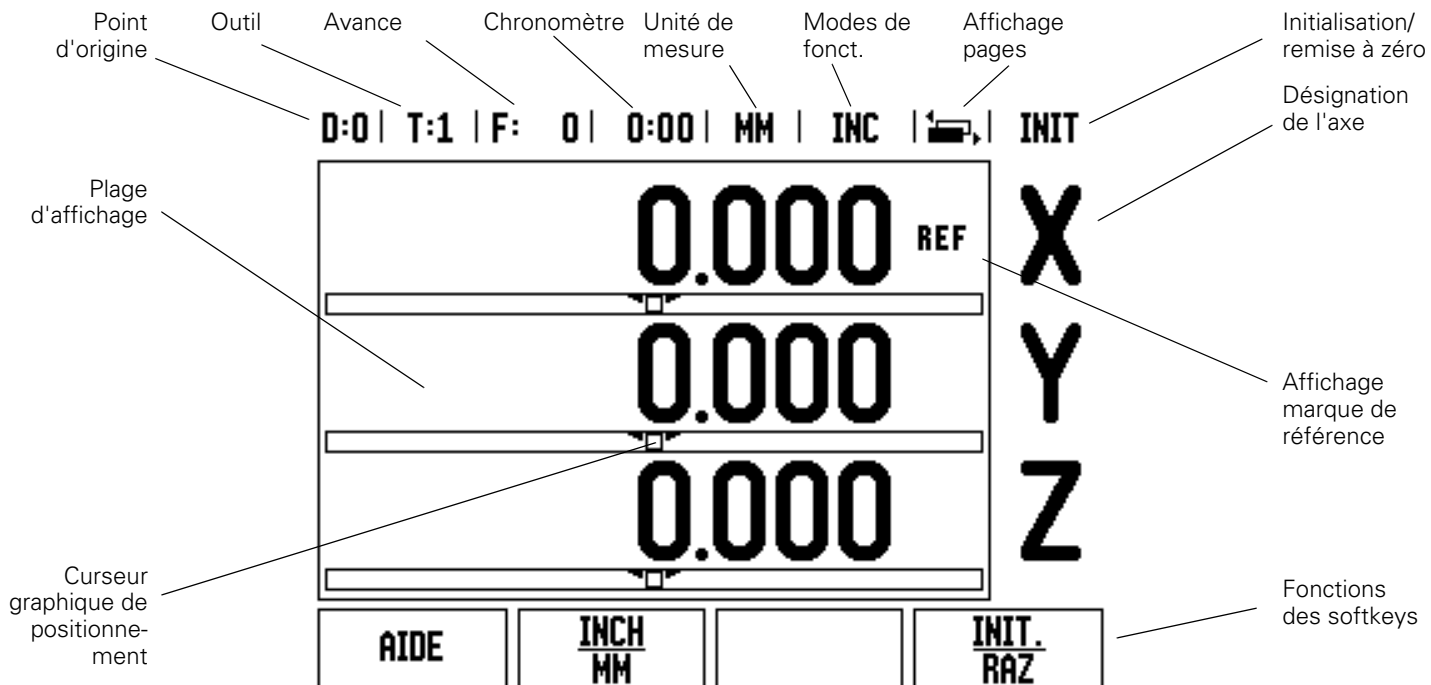 Point
d'origine
Outil
Avance
Chronomètre
Unité de
mesure
Modes de
fonct.
Affichage
pages
Initialisation/
remise à zéro
Désignation
de l'axe
D:0 | T:1 | F: 0 | 0:00 | MM | INC | | INIT
Plage
d'affichage
0.000 REF X
0.000 Y
Affichage
marque de
référence
0.000 Z
Curseur
graphique de
positionne-
ment
Fonctions
des softkeys
AIDE
INCH
MM
INIT.
RAZ